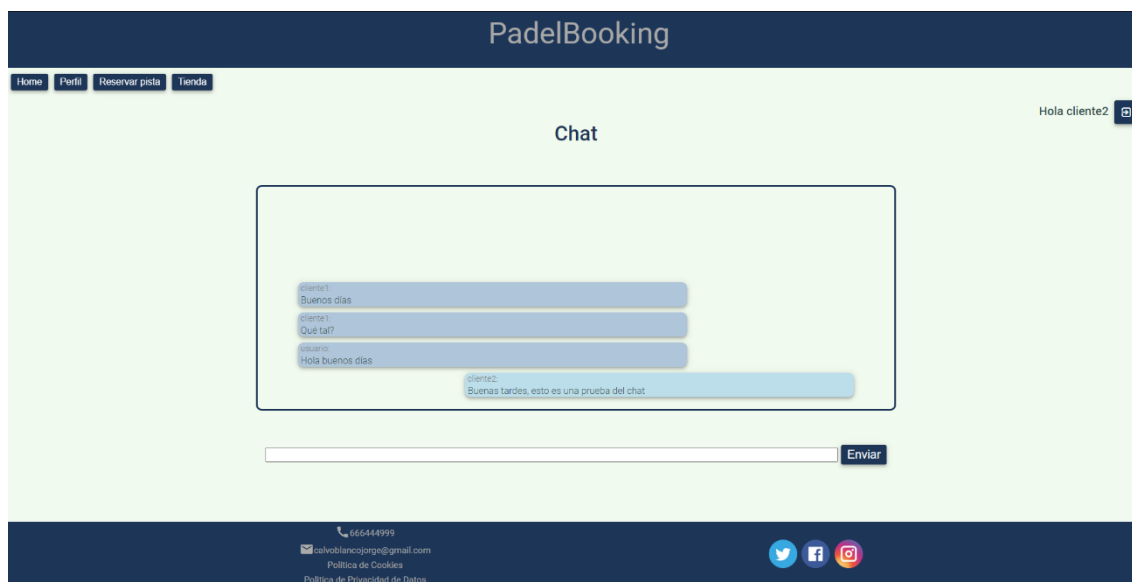 PadelBooking
Home Perfil Reservar pista Tienda
Hola cliente2
Chat
cliente1:
Buenos días
cliente1:
Qué tal?
usuario:
Hola buenos días
cliente2:
Buenas tardes, esto es una prueba del chat
Enviar
666444999
calvoblancojorge@gmail.com
Política de Cookies
Política de Privacidad de Datos